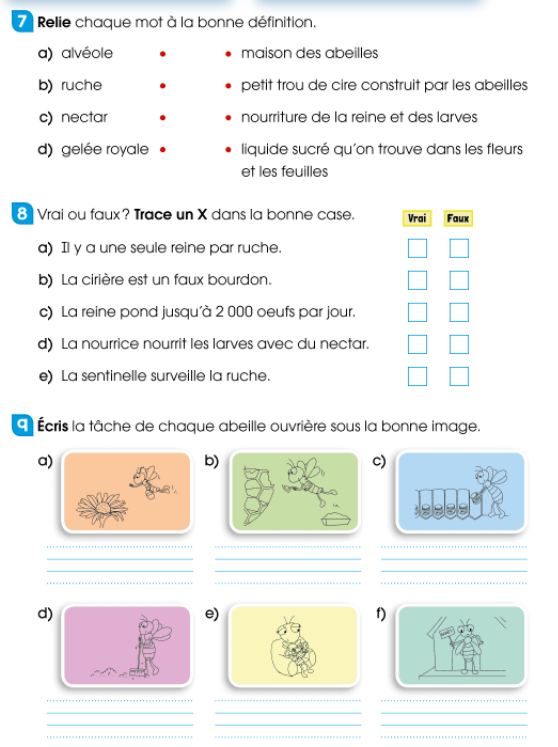 7 Relie chaque mot à la bonne définition.
a) alvéole • • maison des abeilles
b) ruche • • petit trou de cire construit par les abeilles
c) nectar • • nourriture de la reine et des larves
d) gelée royale • • liquide sucré qu'on trouve dans les fleurs
et les feuilles
8 Vrai ou faux? Trace un X dans la bonne case. Vrai Faux
a) Il y a une seule reine par ruche.
b) La cirière est un faux bourdon.
c) La reine pond jusqu'à 2 000 oeufs par jour.
d) La nourrice nourrit les larves avec du nectar.
e) La sentinelle surveille la ruche.
9 Écris la tâche de chaque abeille ouvrière sous la bonne image.
a) b) c)
d) e) f)